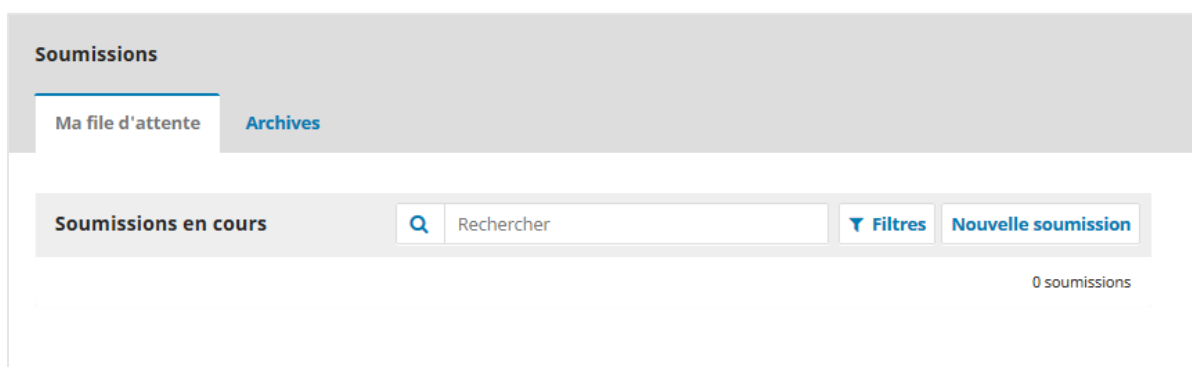 Soumissions
Ma file d'attente Archives
Soumissions en cours Rechercher Filtres Nouvelle soumission
0 soumissions